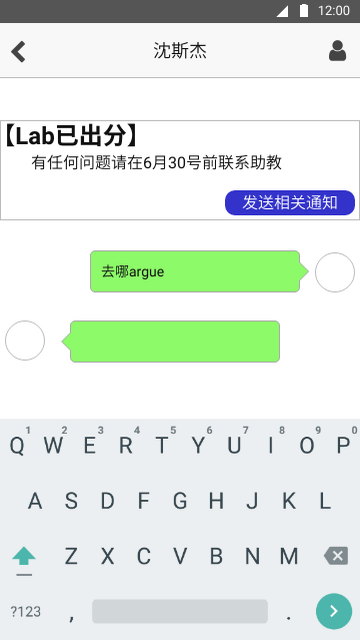 12:00
沈斯杰
【Lab已出分】
有任何问题请在6月30号前联系助教
发送相关通知
去哪argue
1 2 3 4 5 6 7 8 9 0
Q W E R T Y U I O P
A S D F G H J K L
Z X C V B N M
?123 , .